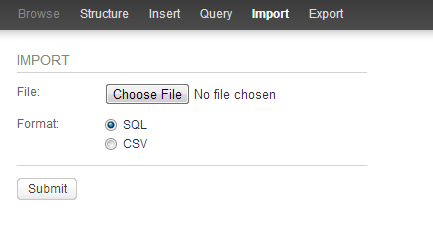 Browse Structure Insert Query Import Export
IMPORT
File: Choose File No file chosen
Format: SQL
CSV
Submit